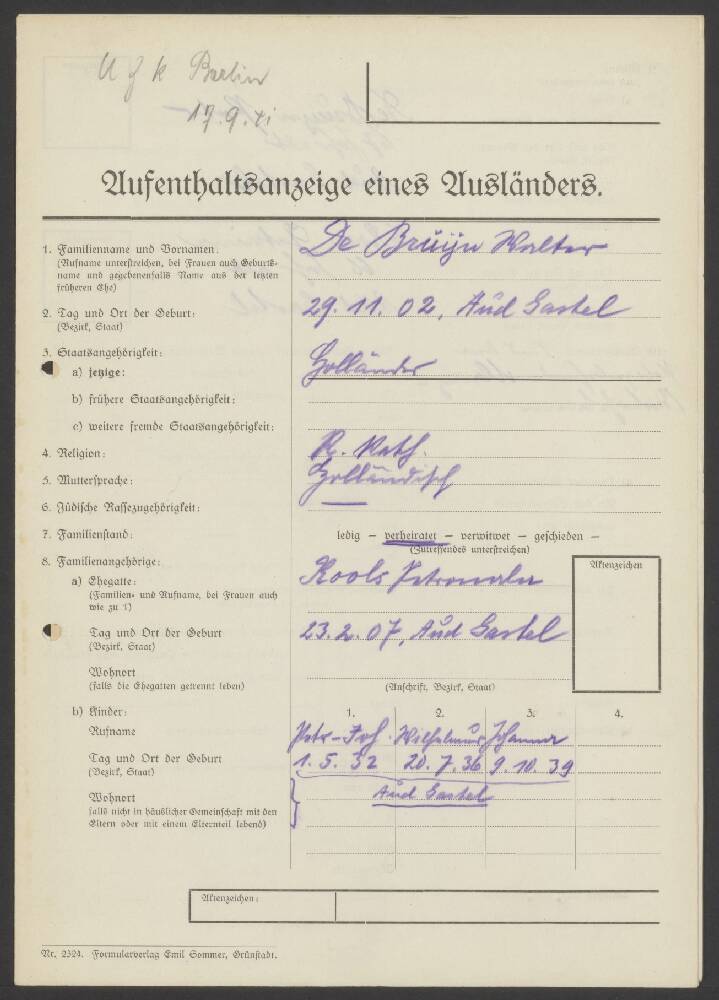 U f k Berlin
17.9.41
Aufenthaltsanzeige eines Ausländers.
1. Familienname und Vornamen: De Bruijn Walter
(Rufname unterstreichen, bei Frauen auch Geburts-
name und gegebenenfalls Name aus der letzten
früheren Ehe)
2. Tag und Ort der Geburt: 29. 11. 02, Aud Gastel
(Bezirk, Staat)
3. Staatsangehörigkeit:
a) jetzige: Holländer
b) frühere Staatsangehörigkeit:
c) weitere fremde Staatsangehörigkeit:
4. Religion: R. Kath.
5. Muttersprache: Holländisch
6. Jüdische Rassezugehörigkeit: —
7. Familienstand: ledig – verheiratet – verwitwet – geschieden –
(Zutreffendes unterstreichen)
8. Familienangehörige:
Aktenzeichen
a) Ehegatte: Kools Petronela
(Familien- und Rufname, bei Frauen auch
wie zu 1)
Tag und Ort der Geburt 23. 2. 07, Aud Gastel
(Bezirk, Staat)
Wohnort
(falls die Ehegatten getrennt leben) (Anschrift, Bezirk, Staat)
b) Kinder: 1. 2. 3. 4.
Rufname Petr-Joh. Wilhelmus Johanna
Tag und Ort der Geburt 1. 5. 32 20. 7. 36 9. 10. 39
(Bezirk, Staat)
Wohnort Aud Gastel
falls nicht in häuslicher Gemeinschaft mit den
Eltern oder mit einem Elternteil lebend)
Aktenzeichen:
Nr. 2324. Formularverlag Emil Sommer, Grünstadt.